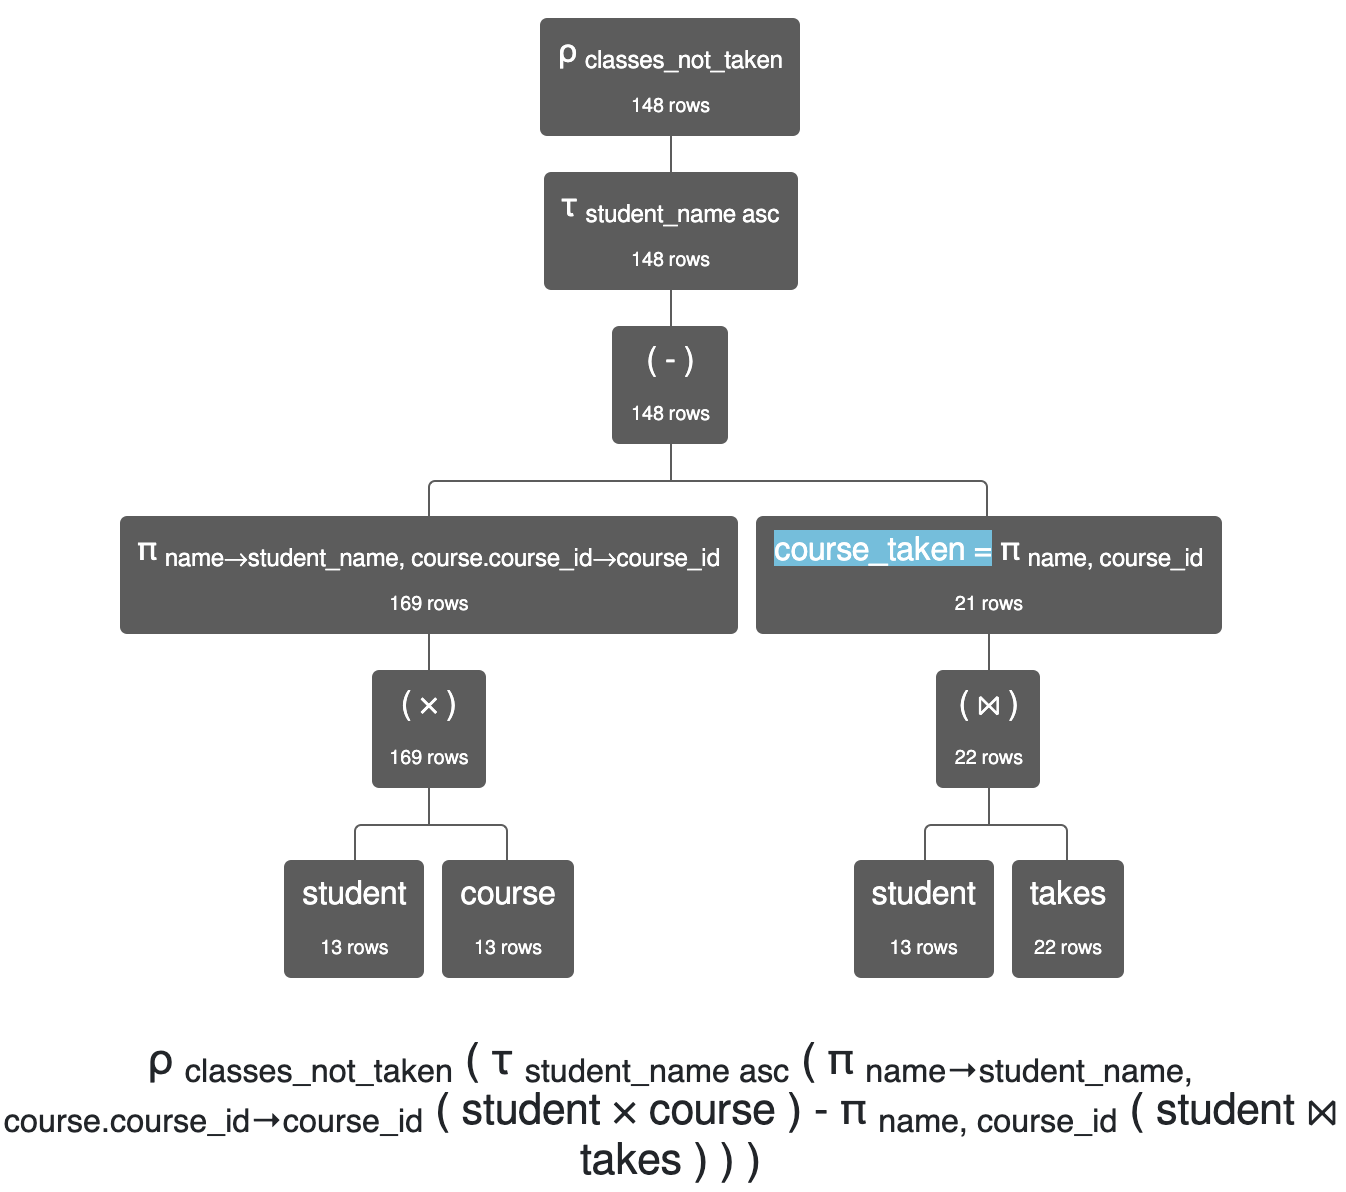 ρ classes_not_taken
148 rows
τ student_name asc
148 rows
( - )
148 rows
π name→student_name, course.course_id→course_id
169 rows
course_taken = π name, course_id
21 rows
( × )
169 rows
( ⋈ )
22 rows
student
13 rows
course
13 rows
student
13 rows
takes
22 rows
ρ classes_not_taken ( τ student_name asc ( π name→student_name,
course.course_id→course_id ( student × course ) - π name, course_id ( student ⋈
takes ) ) )